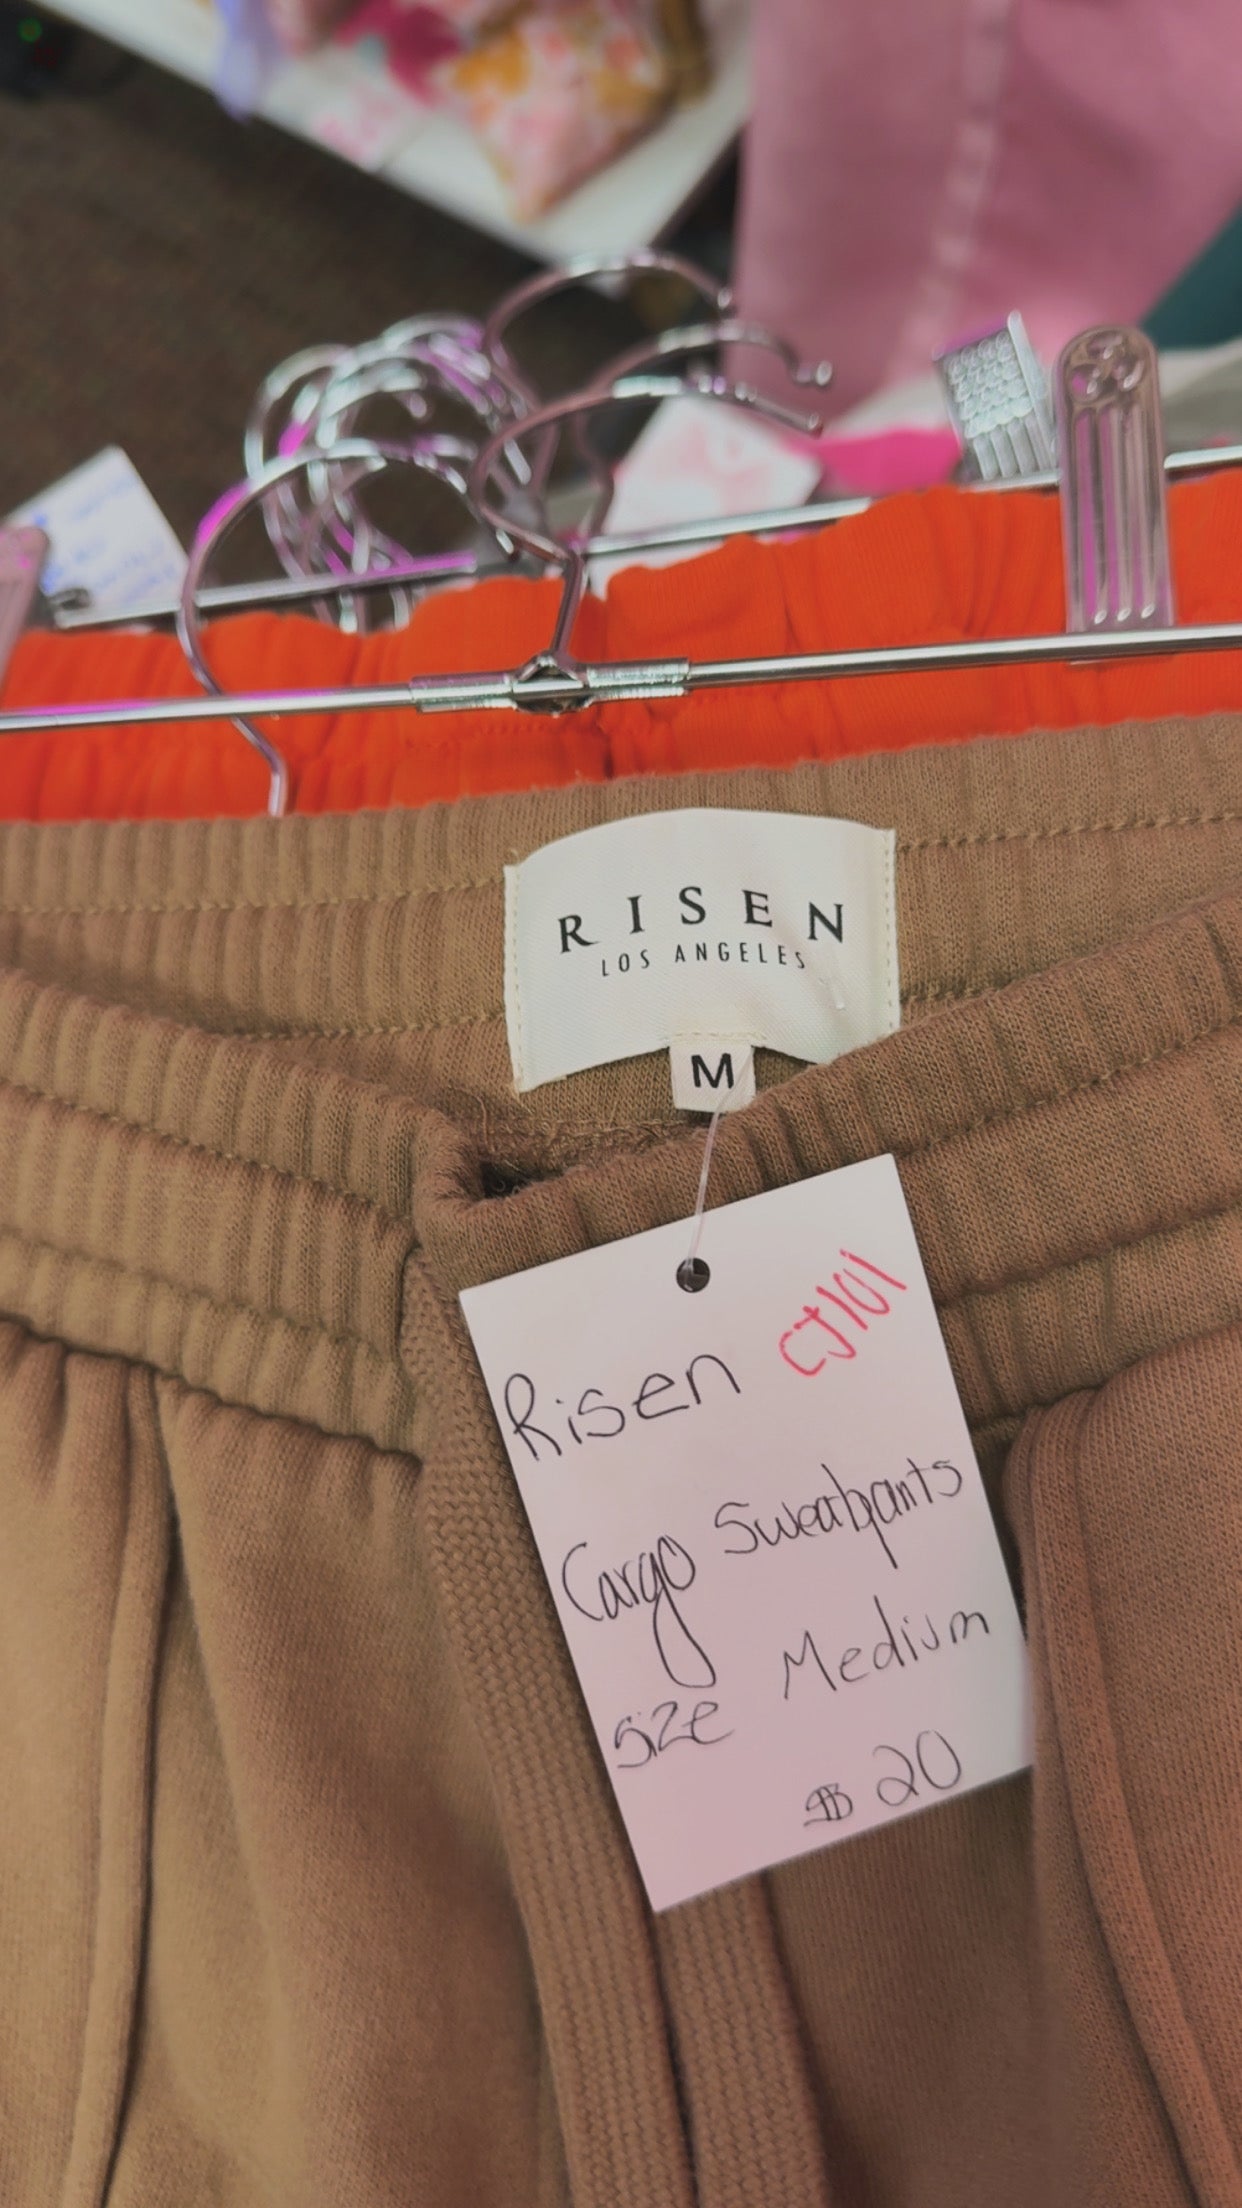 RISEN
LOS ANGELES
M
CJ101
Risen
Cargo Sweatpants
Size Medium
$20